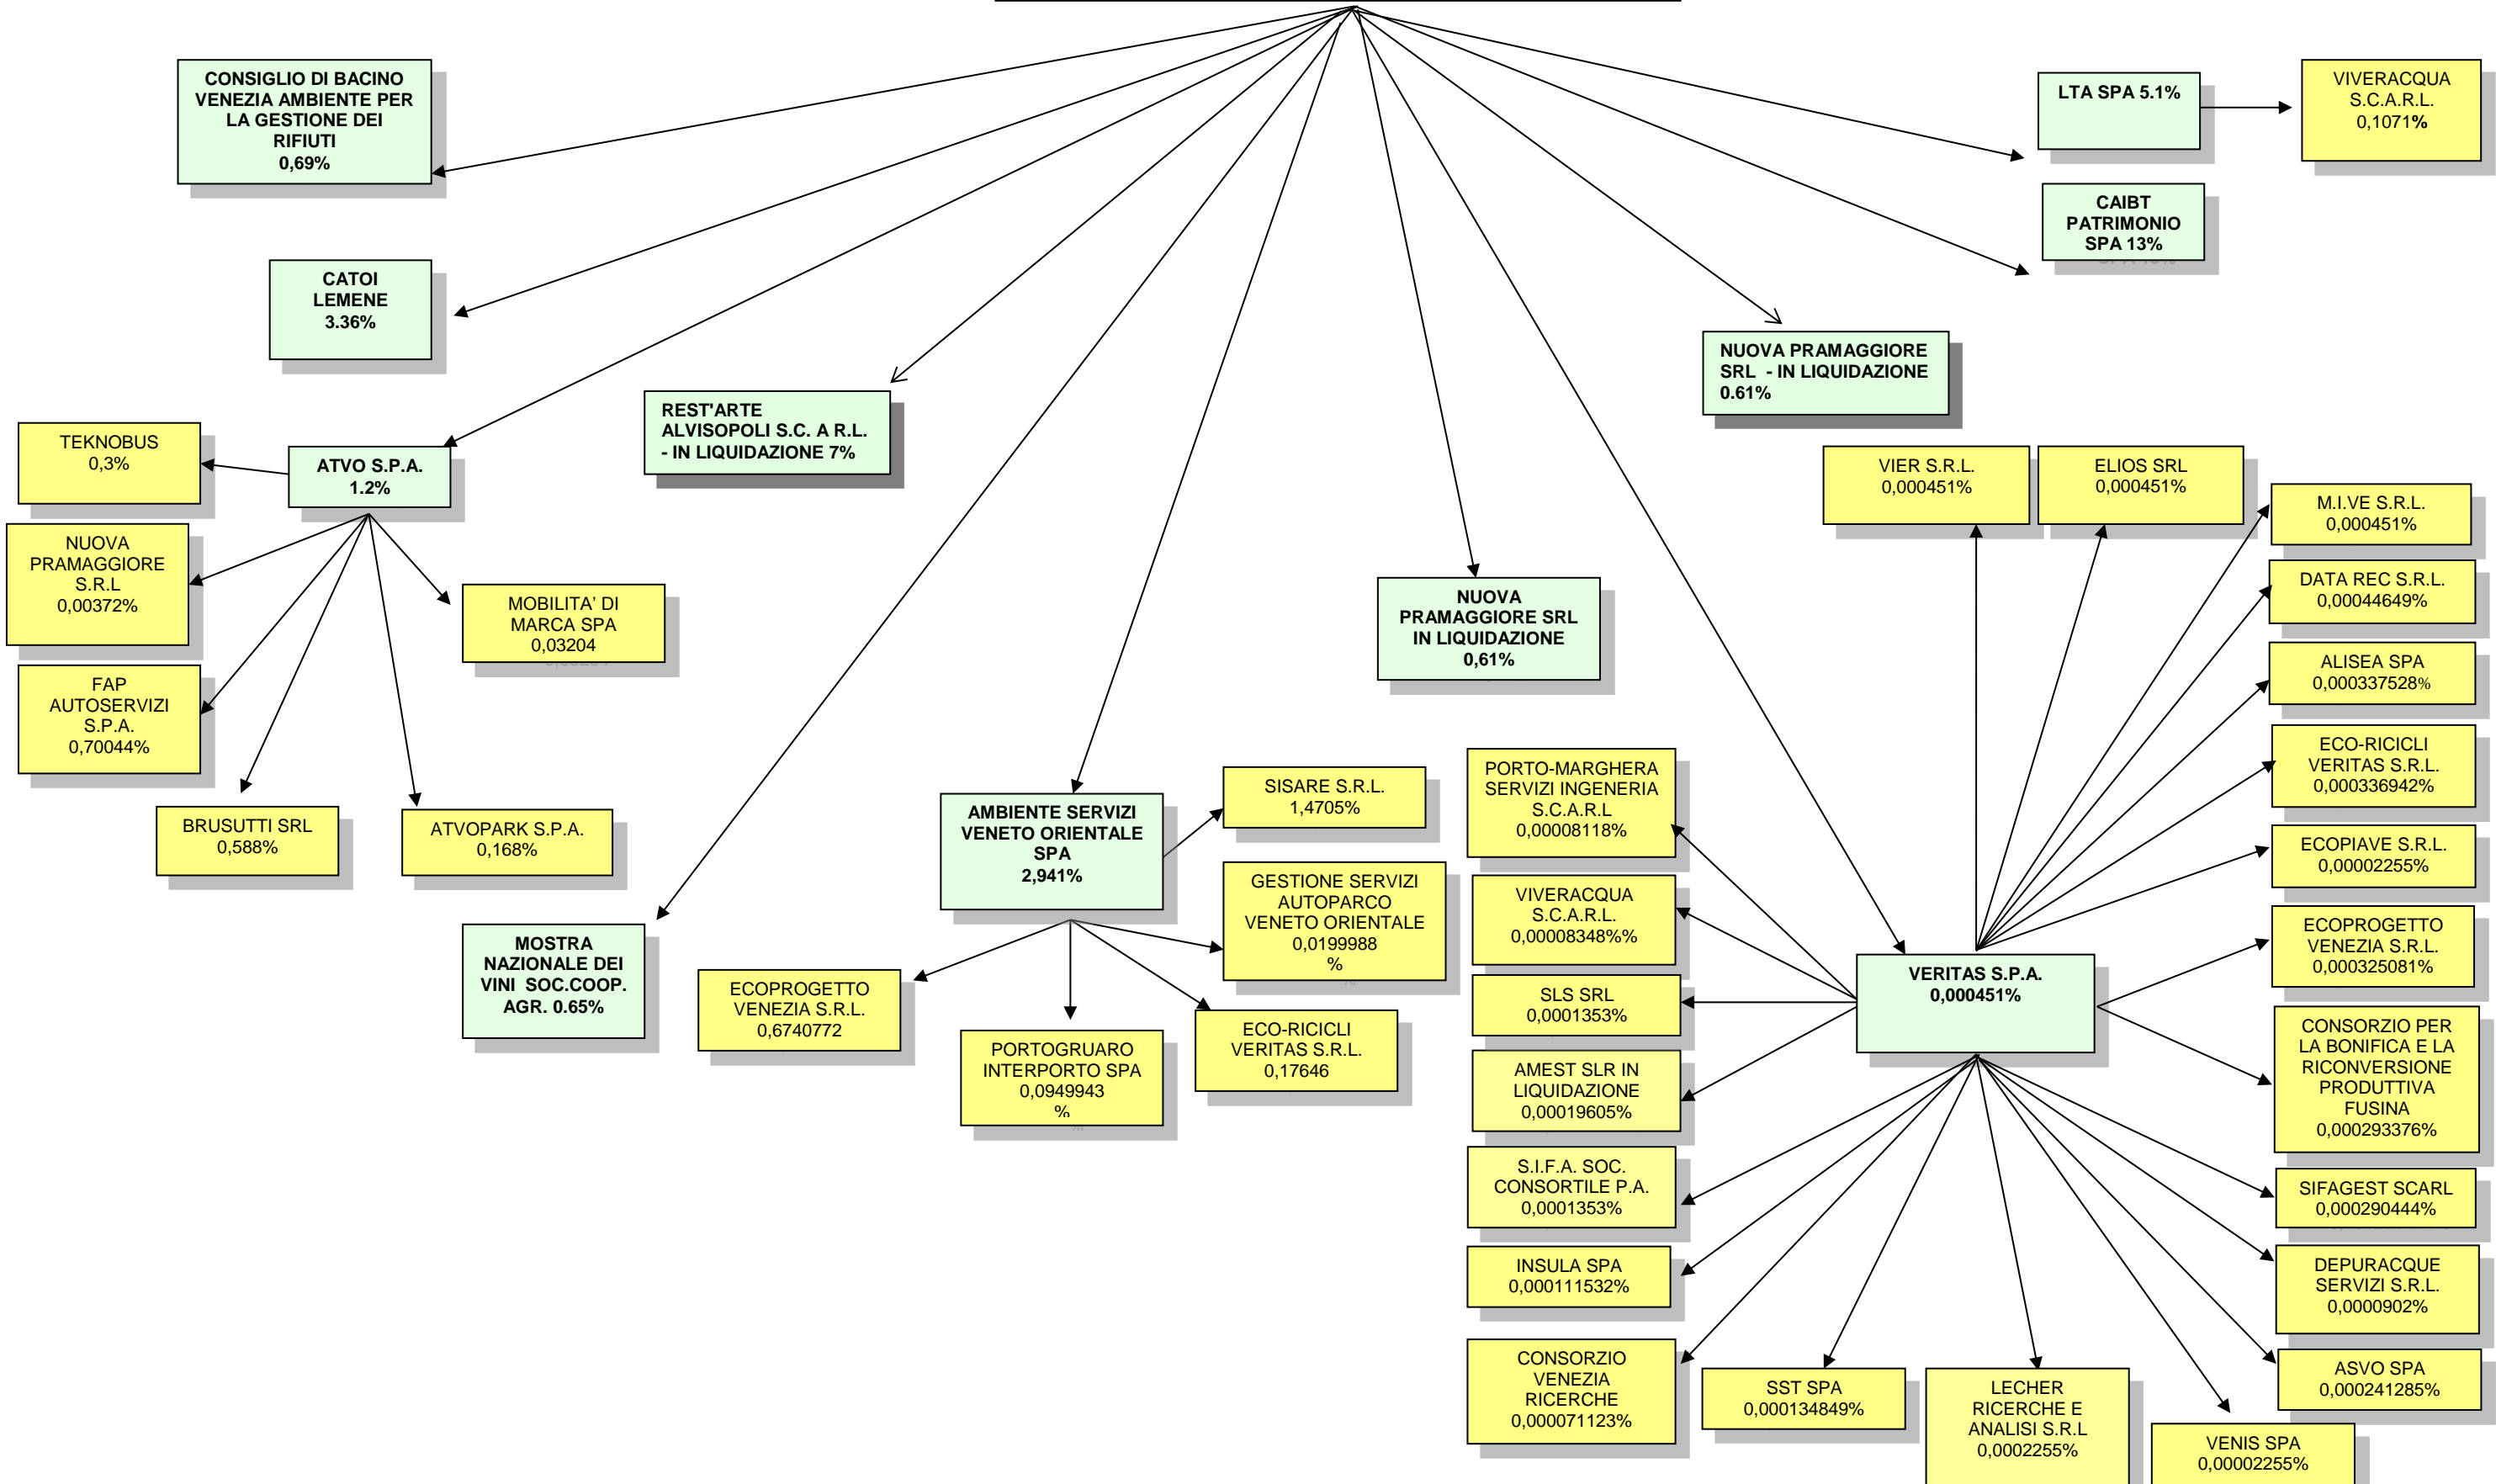 CONSIGLIO DI BACINO
VENEZIA AMBIENTE PER
LA GESTIONE DEI
RIFIUTI
0,69%
LTA SPA 5.1%
VIVERACQUA
S.C.A.R.L.
0,1071%
CAIBT
PATRIMONIO
SPA 13%
CATOI
LEMENE
3.36%
NUOVA PRAMAGGIORE
SRL - IN LIQUIDAZIONE
0.61%
REST'ARTE
ALVISOPOLI S.C. A R.L.
- IN LIQUIDAZIONE 7%
TEKNOBUS
0,3%
ATVO S.P.A.
1.2%
NUOVA
PRAMAGGIORE
S.R.L
0,00372%
MOBILITA' DI
MARCA SPA
0,03204
FAP
AUTOSERVIZI
S.P.A.
0,70044%
BRUSUTTI SRL
0,588%
ATVOPARK S.P.A.
0,168%
MOSTRA
NAZIONALE DEI
VINI SOC.COOP.
AGR. 0.65%
NUOVA
PRAMAGGIORE SRL
IN LIQUIDAZIONE
0,61%
AMBIENTE SERVIZI
VENETO ORIENTALE
SPA
2,941%
SISARE S.R.L.
1,4705%
GESTIONE SERVIZI
AUTOPARCO
VENETO ORIENTALE
0,0199988
%
ECOPROGETTO
VENEZIA S.R.L.
0,6740772
PORTOGRUARO
INTERPORTO SPA
0,0949943
%
ECO-RICICLI
VERITAS S.R.L.
0,17646
VIER S.R.L.
0,000451%
ELIOS SRL
0,000451%
M.I.VE S.R.L.
0,000451%
DATA REC S.R.L.
0,00044649%
ALISEA SPA
0,000337528%
ECO-RICICLI
VERITAS S.R.L.
0,000336942%
ECOPIAVE S.R.L.
0,00002255%
ECOPROGETTO
VENEZIA S.R.L.
0,000325081%
CONSORZIO PER
LA BONIFICA E LA
RICONVERSIONE
PRODUTTIVA
FUSINA
0,000293376%
SIFAGEST SCARL
0,000290444%
DEPURACQUE
SERVIZI S.R.L.
0,0000902%
ASVO SPA
0,000241285%
VENIS SPA
0,00002255%
VERITAS S.P.A.
0,000451%
PORTO-MARGHERA
SERVIZI INGENERIA
S.C.A.R.L
0,00008118%
VIVERACQUA
S.C.A.R.L.
0,00008348%%
SLS SRL
0,0001353%
AMEST SLR IN
LIQUIDAZIONE
0,00019605%
S.I.F.A. SOC.
CONSORTILE P.A.
0,0001353%
INSULA SPA
0,000111532%
CONSORZIO
VENEZIA
RICERCHE
0,000071123%
SST SPA
0,000134849%
LECHER
RICERCHE E
ANALISI S.R.L
0,0002255%